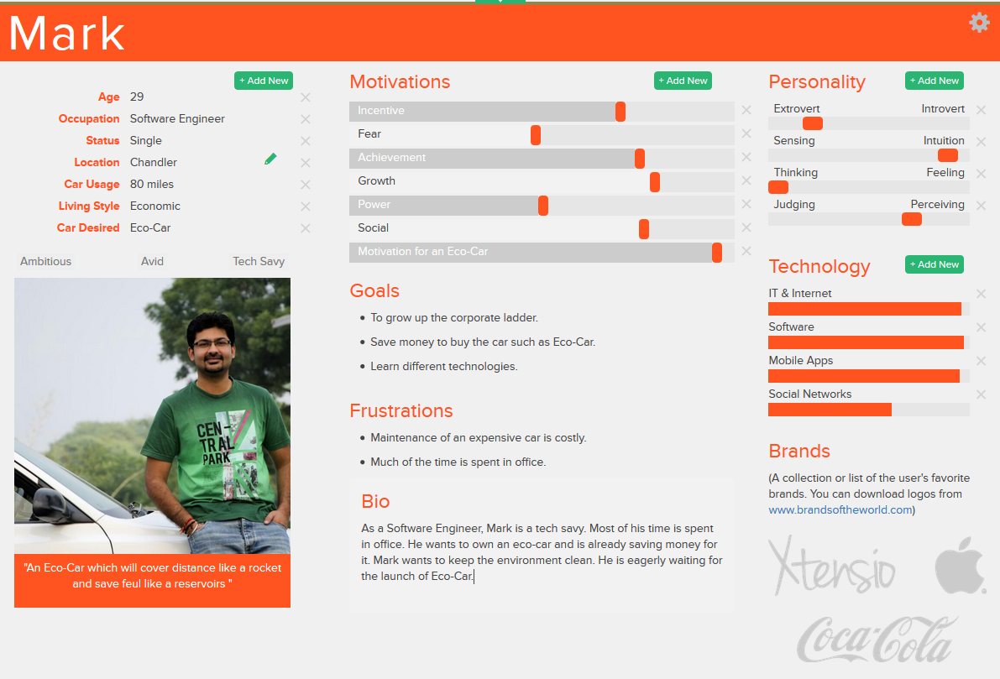 Mark
+ Add New
Age 29
Occupation Software Engineer
Status Single
Location Chandler
Car Usage 80 miles
Living Style Economic
Car Desired Eco-Car
Ambitious Avid Tech Savy
CEN-
TRAL
PARK
"An Eco-Car which will cover distance like a rocket
and save feul like a reservoirs "
Motivations
+ Add New
Incentive
Fear
Achievement
Growth
Power
Social
Motivation for an Eco-Car
Goals
• To grow up the corporate ladder.
• Save money to buy the car such as Eco-Car.
• Learn different technologies.
Frustrations
• Maintenance of an expensive car is costly.
• Much of the time is spent in office.
Bio
As a Software Engineer, Mark is a tech savy. Most of his time is spent
in office. He wants to own an eco-car and is already saving money for
it. Mark wants to keep the environment clean. He is eagerly waiting for
the launch of Eco-Car.
Personality
+ Add New
Extrovert Introvert
Sensing Intuition
Thinking Feeling
Judging Perceiving
Technology
+ Add New
IT & Internet
Software
Mobile Apps
Social Networks
Brands
(A collection or list of the user's favorite
brands. You can download logos from
www.brandsoftheworld.com)
Xtensio
Coca-Cola